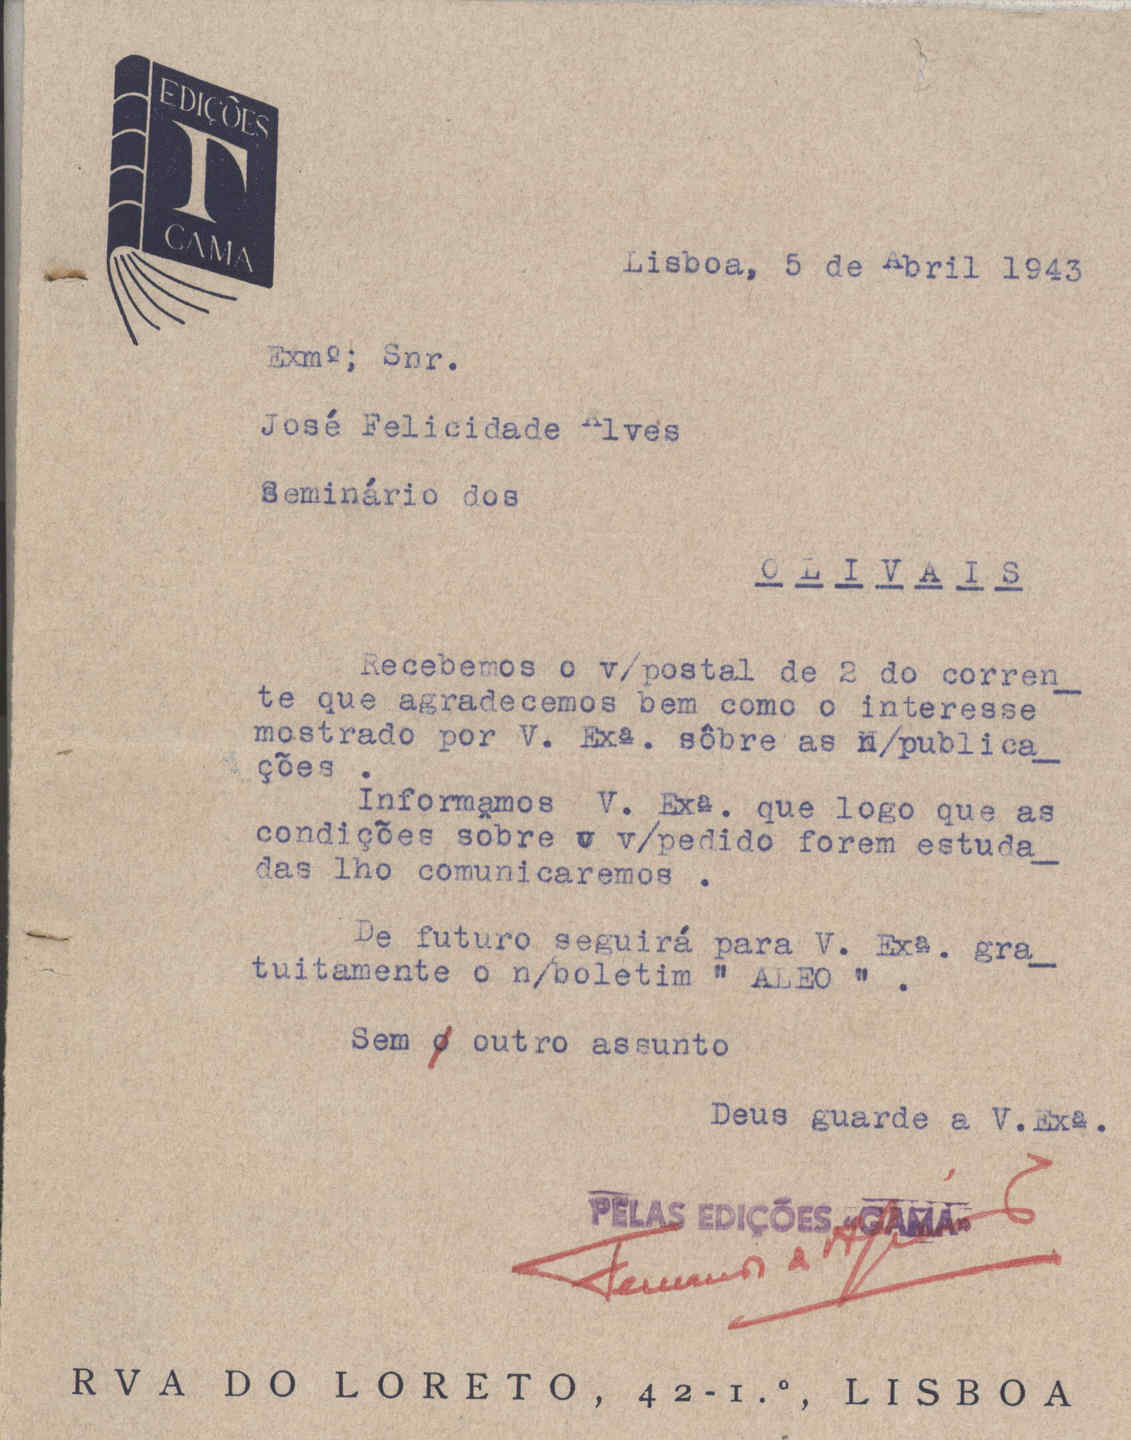 EDIÇÕES
Γ
GAMA
Lisboa, 5 de Abril 1943
Exmº; Snr.
José Felicidade Alves
Seminário dos
O L I V A I S
Recebemos o v/postal de 2 do corren_
te que agradecemos bem como o interesse
mostrado por V. Exª. sôbre as n/publica_
ções .
Informamos V. Exª. que logo que as
condições sôbre o v/pedido forem estuda_
das lho comunicaremos .
De futuro seguirá para V. Exª. gra_
tuitamente o n/boletim " ALEO " .
Sem o outro assunto
Deus guarde a V.Exª.
PELAS EDIÇÕES «GAMA»
Fernando
RVA DO LORETO, 42-1.º, LISBOA